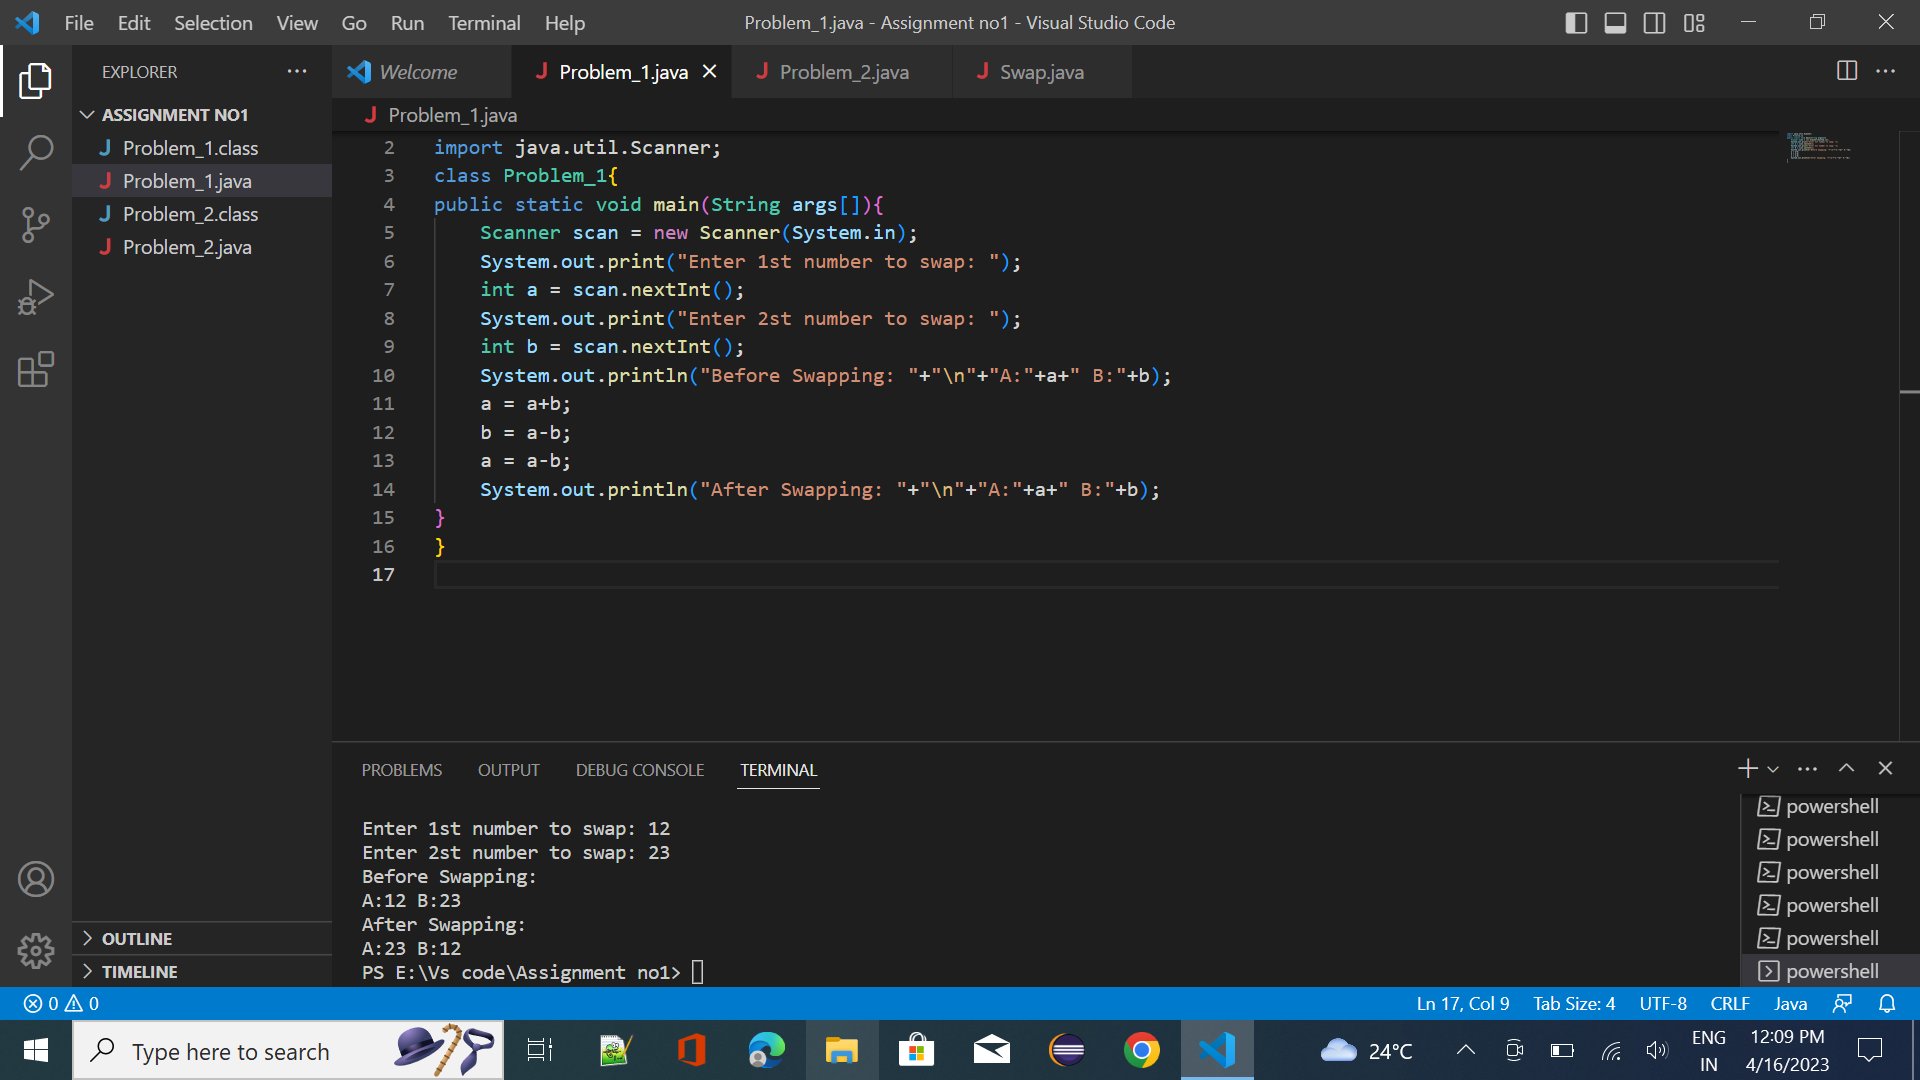 File Edit Selection View Go Run Terminal Help
Problem_1.java - Assignment no1 - Visual Studio Code
EXPLORER
ASSIGNMENT NO1
Problem_1.class
Problem_1.java
Problem_2.class
Problem_2.java
OUTLINE
TIMELINE
Welcome
Problem_1.java
Problem_2.java
Swap.java
Problem_1.java
2 import java.util.Scanner;
3 class Problem_1{
4 public static void main(String args[]){
5 Scanner scan = new Scanner(System.in);
6 System.out.print("Enter 1st number to swap: ");
7 int a = scan.nextInt();
8 System.out.print("Enter 2st number to swap: ");
9 int b = scan.nextInt();
10 System.out.println("Before Swapping: "+"\n"+"A:"+a+" B:"+b);
11 a = a+b;
12 b = a-b;
13 a = a-b;
14 System.out.println("After Swapping: "+"\n"+"A:"+a+" B:"+b);
15 }
16 }
17
PROBLEMS OUTPUT DEBUG CONSOLE TERMINAL
Enter 1st number to swap: 12
Enter 2st number to swap: 23
Before Swapping:
A:12 B:23
After Swapping:
A:23 B:12
PS E:\Vs code\Assignment no1>
powershell
powershell
powershell
powershell
powershell
powershell
0 0
Ln 17, Col 9 Tab Size: 4 UTF-8 CRLF Java
Type here to search
24°C
ENG
IN
12:09 PM
4/16/2023